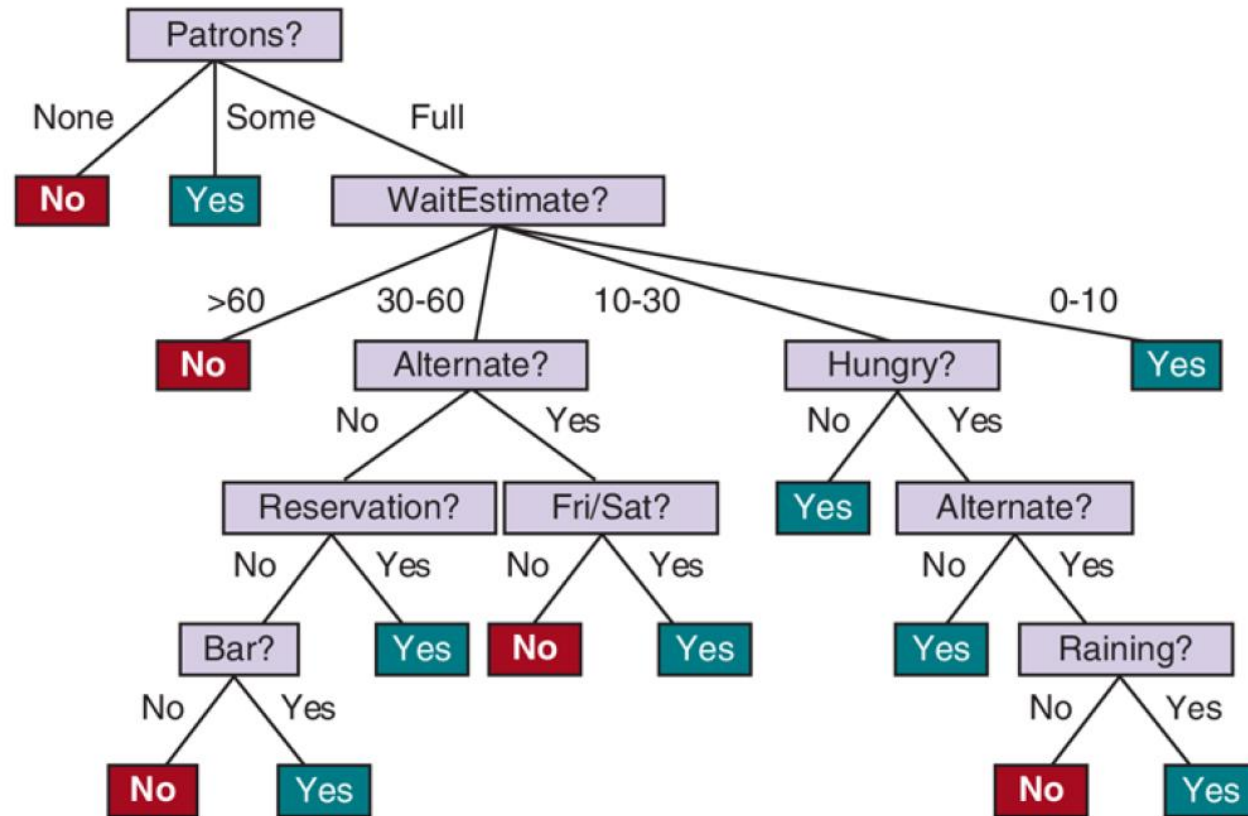 Patrons?
None Some Full
No Yes WaitEstimate?
>60 30-60 10-30 0-10
No Alternate? Hungry? Yes
No Yes No Yes
Reservation? Fri/Sat? Yes Alternate?
No Yes No Yes No Yes
Bar? Yes No Yes Yes Raining?
No Yes No Yes
No Yes No Yes